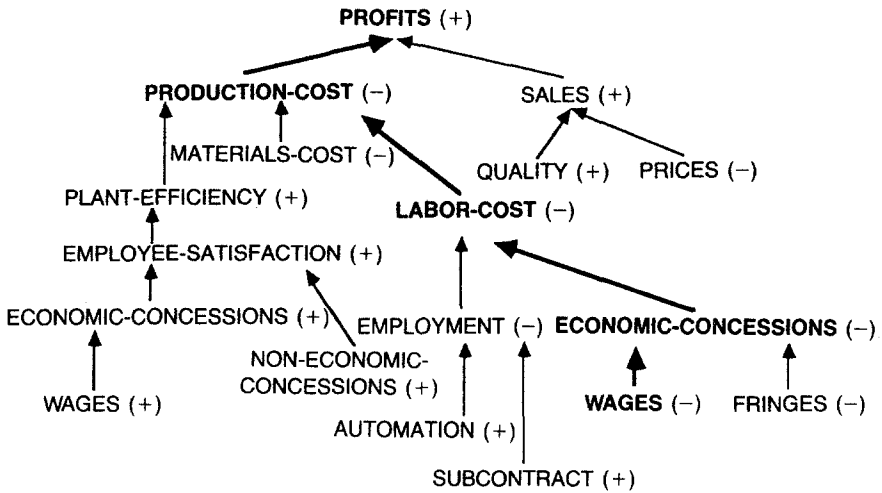 PROFITS (+)
PRODUCTION-COST (−)
SALES (+)
MATERIALS-COST (−)
QUALITY (+)
PRICES (−)
PLANT-EFFICIENCY (+)
LABOR-COST (−)
EMPLOYEE-SATISFACTION (+)
ECONOMIC-CONCESSIONS (+)
EMPLOYMENT (−)
ECONOMIC-CONCESSIONS (−)
NON-ECONOMIC-
CONCESSIONS (+)
WAGES (+)
WAGES (−)
FRINGES (−)
AUTOMATION (+)
SUBCONTRACT (+)